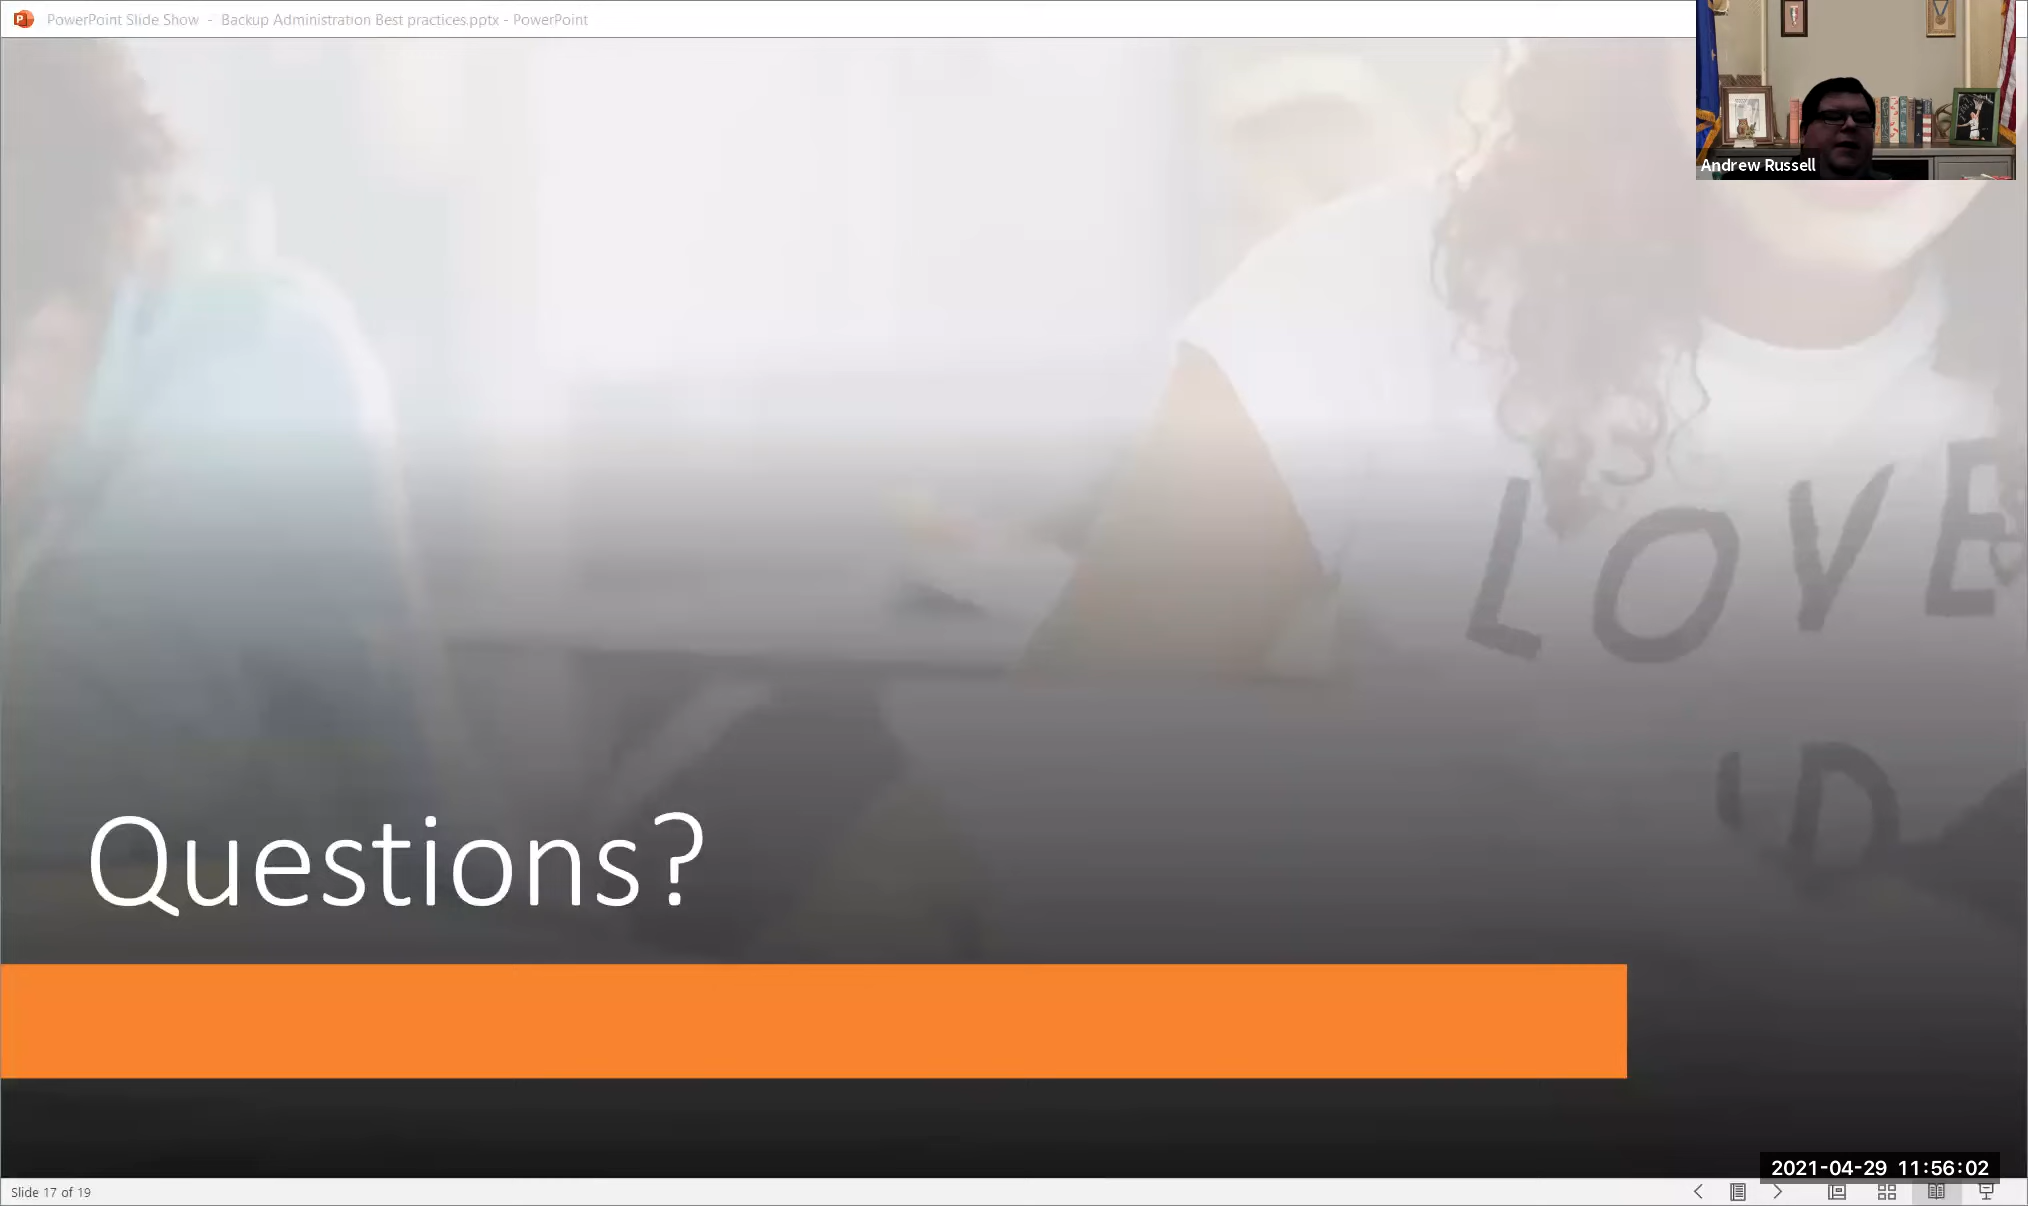 PowerPoint Slide Show - Backup Administration Best practices.pptx - PowerPoint
Andrew Russell
LOVE
'D
Questions?
2021-04-29 11:56:02
Slide 17 of 19